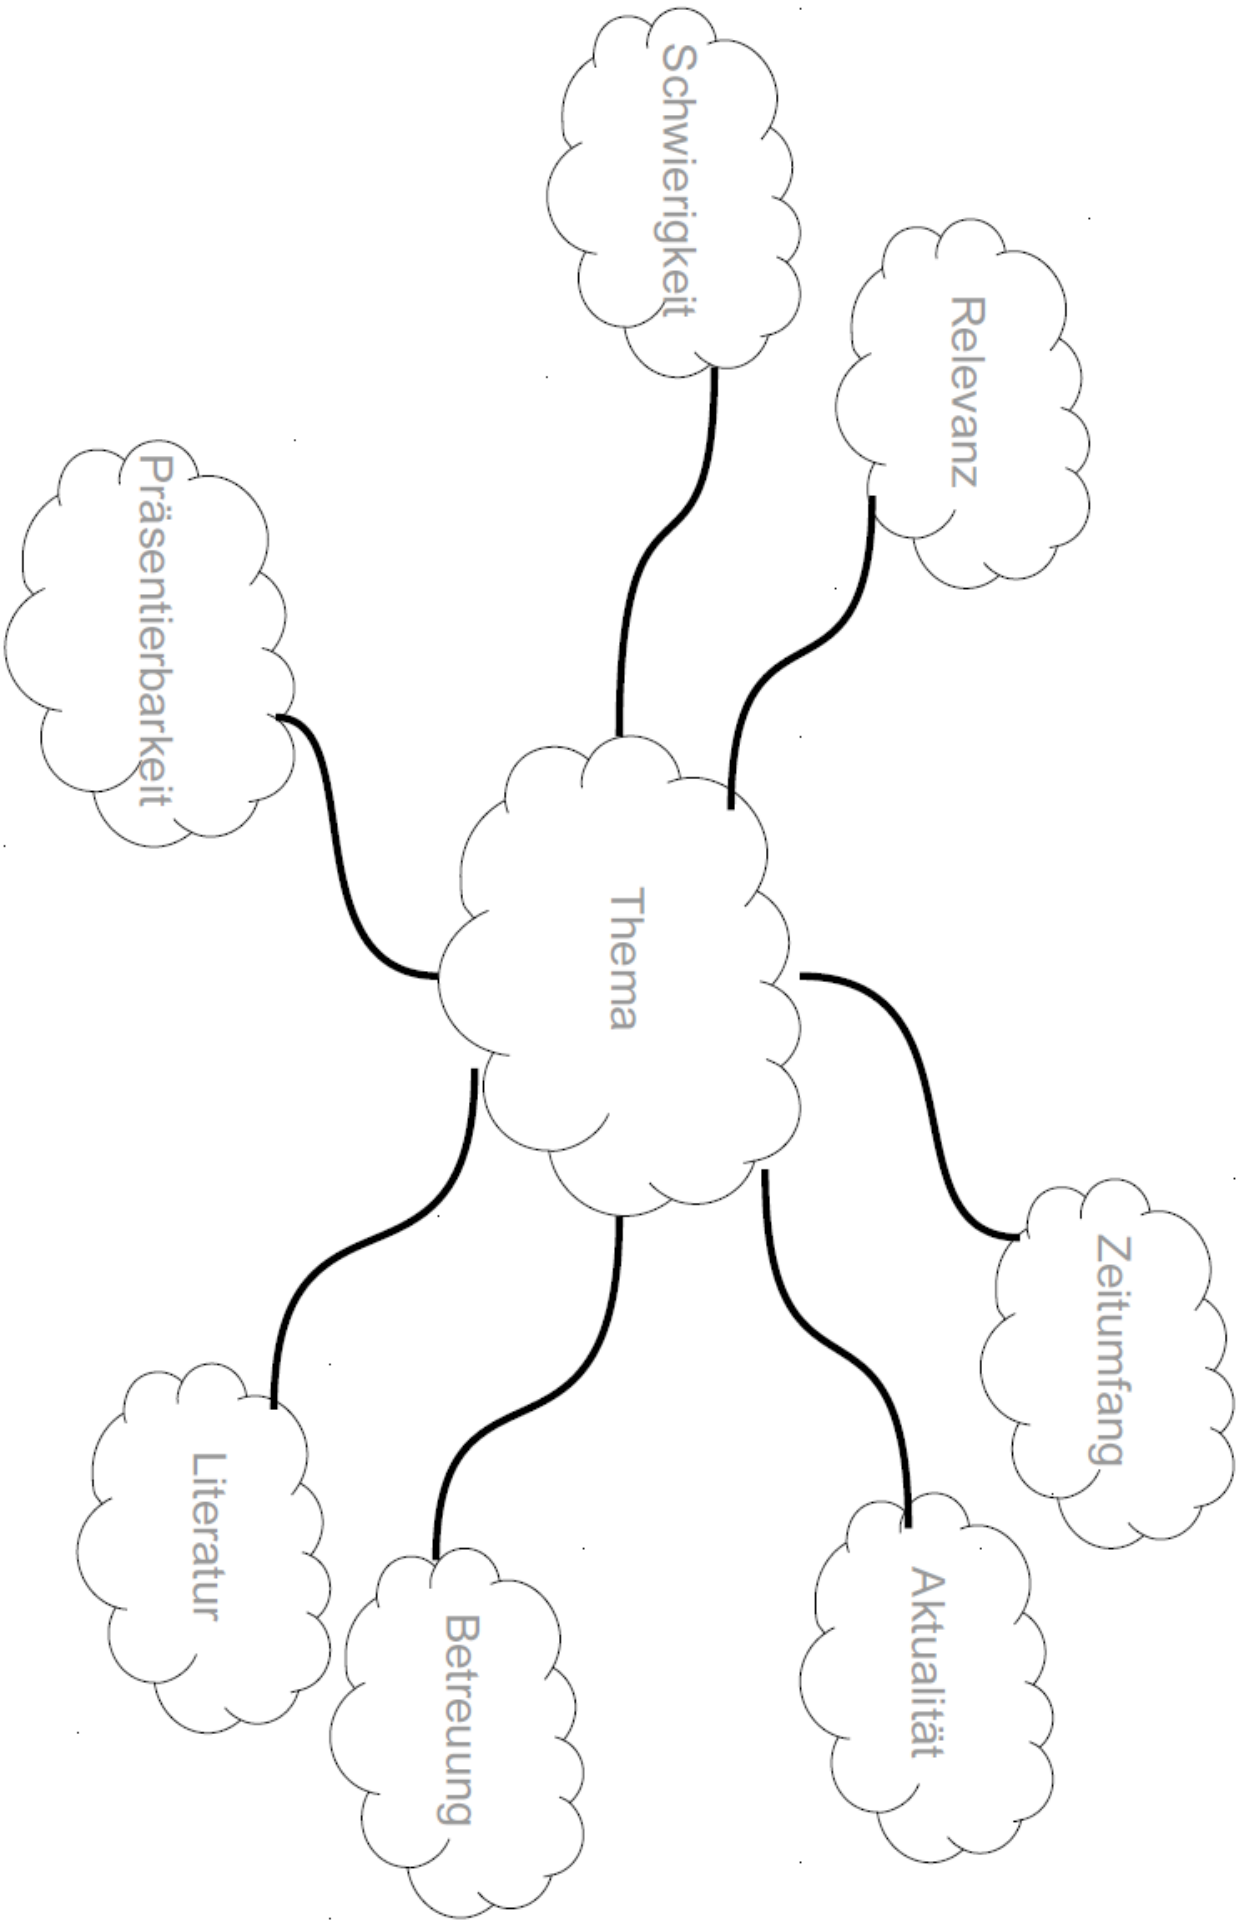 Zeitumfang
Relevanz
Aktualität
Schwierigkeit
Thema
Betreuung
Literatur
Präsentierbarkeit